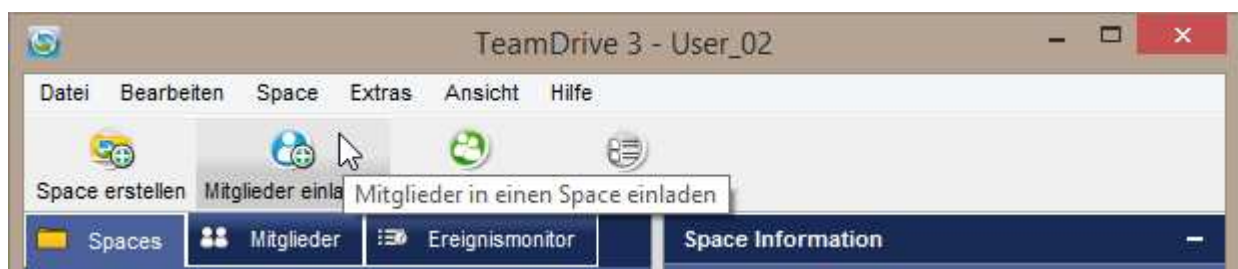 TeamDrive 3 - User_02
Datei Bearbeiten Space Extras Ansicht Hilfe
Space erstellen Mitglieder einla
Mitglieder in einen Space einladen
Spaces Mitglieder Ereignismonitor Space Information